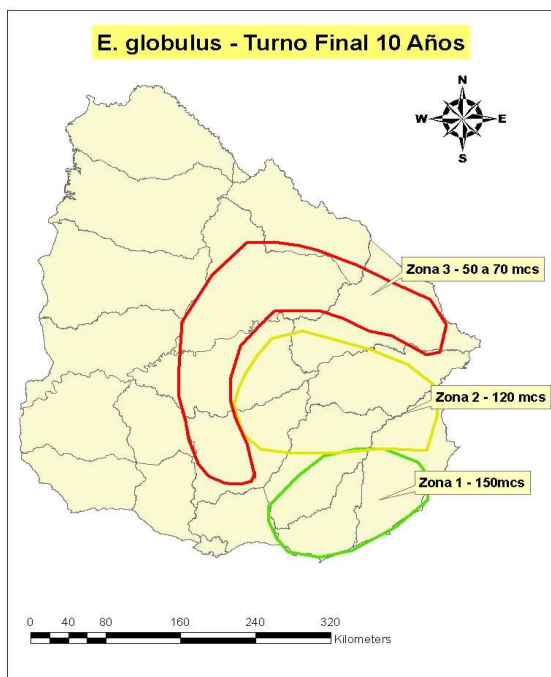 E. globulus - Turno Final 10 Años
N
W E
S
Zona 3 - 50 a 70 mcs
Zona 2 - 120 mcs
Zona 1 - 150mcs
0 40 80 160 240 320
Kilometers